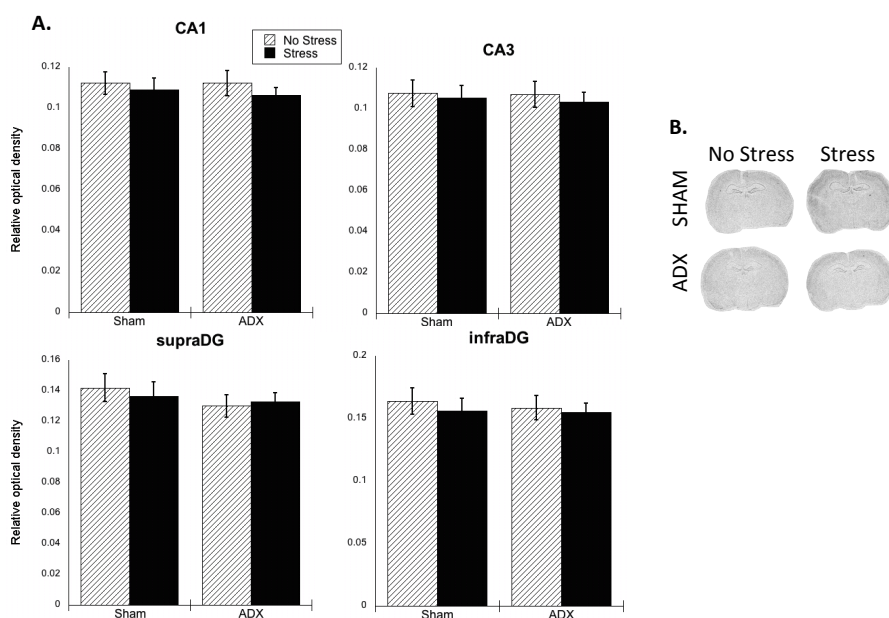 A.
CA1
No Stress
Stress
CA3
Relative optical density
0.12
0.1
0.08
0.06
0.04
0.02
0
Sham
ADX
0.12
0.1
0.08
0.06
0.04
0.02
0
Sham
ADX
B.
No Stress
Stress
SHAM
ADX
supraDG
infraDG
Relative optical density
0.16
0.14
0.12
0.1
0.08
0.06
0.04
0.02
0
Sham
ADX
0.2
0.15
0.1
0.05
0
Sham
ADX